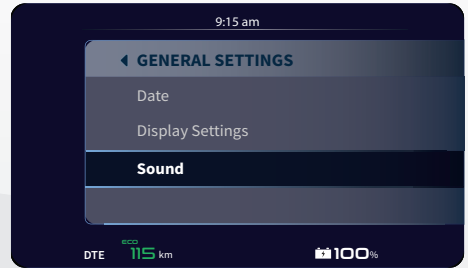 9:15 am
GENERAL SETTINGS
Date
Display Settings
Sound
ECO
DTE 115 km 100%